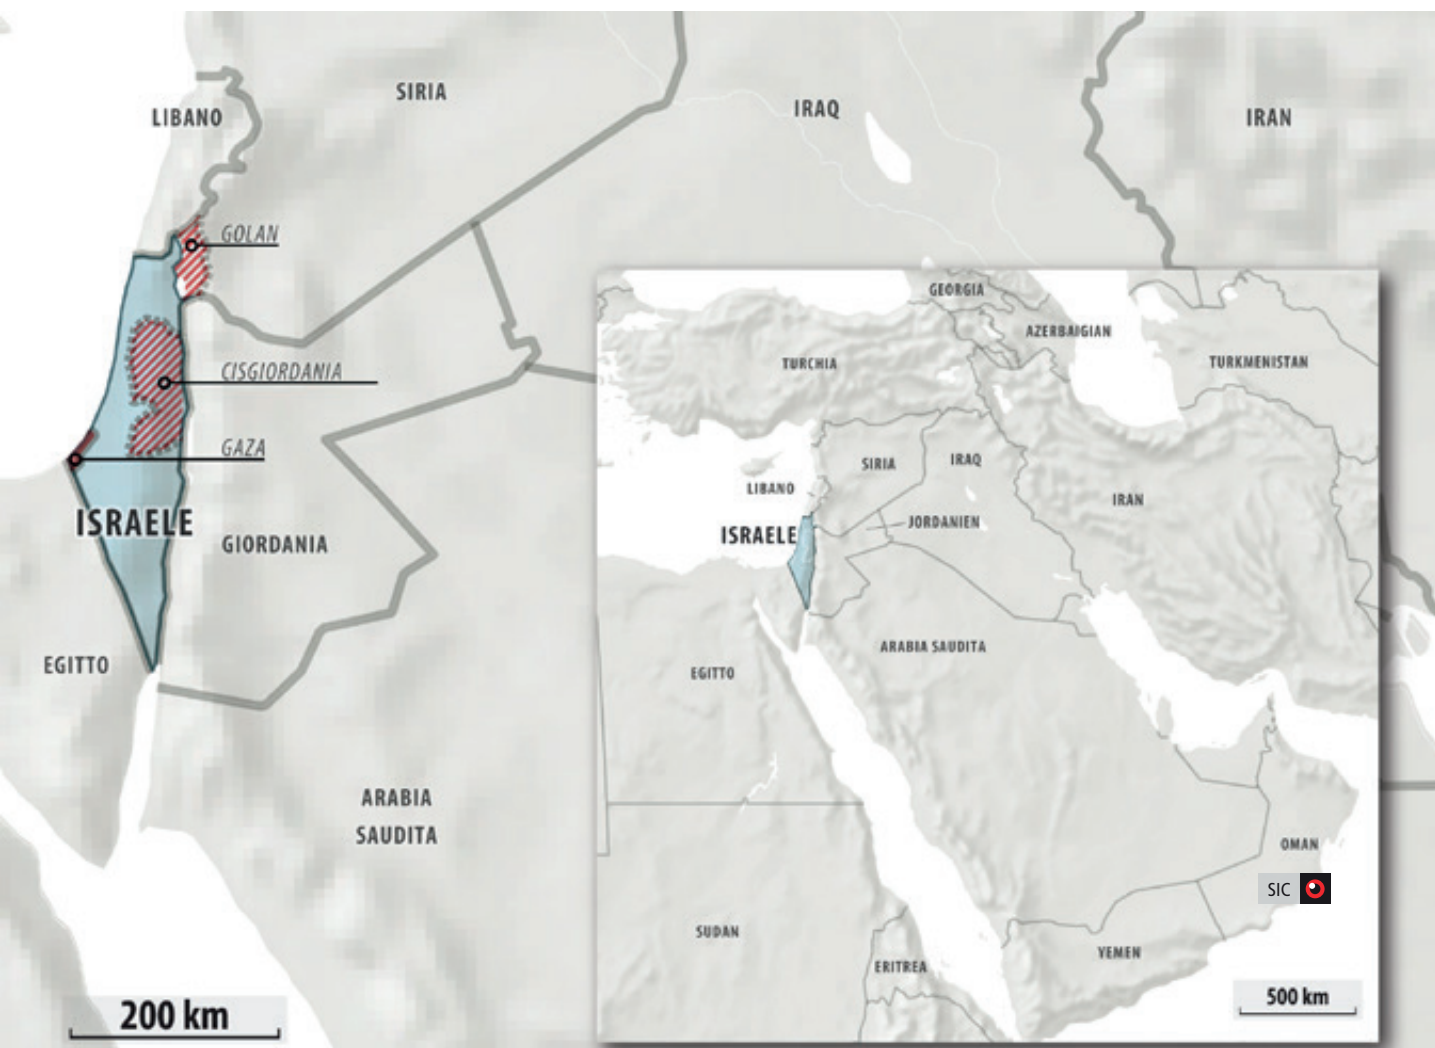 LIBANO
SIRIA
IRAQ
IRAN
GOLAN
CISGIORDANIA
GAZA
ISRAELE
GIORDANIA
EGITTO
ARABIA
SAUDITA
200 km
GEORGIA
AZERBAIGIAN
TURCHIA
TURKMENISTAN
SIRIA
IRAQ
LIBANO
IRAN
JORDANIEN
ISRAELE
ARABIA SAUDITA
EGITTO
OMAN
SIC
SUDAN
YEMEN
ERITREA
500 km